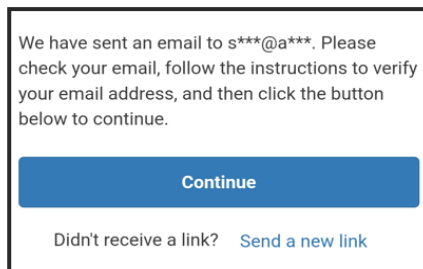 We have sent an email to s***@a***. Please
check your email, follow the instructions to verify
your email address, and then click the button
below to continue.
Continue
Didn't receive a link? Send a new link